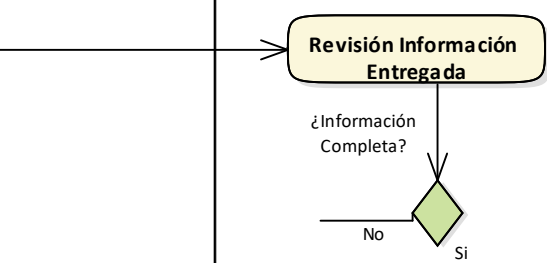 Revisión Información
Entregada
¿Información
Completa?
No
Si